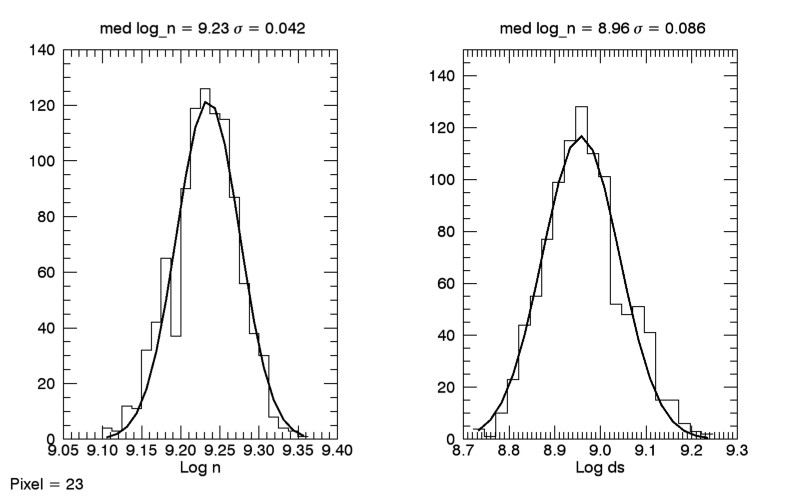 med log_n = 9.23 σ = 0.042
140
120
100
80
60
40
20
0
9.05 9.10 9.15 9.20 9.25 9.30 9.35 9.40
Log n
med log_n = 8.96 σ = 0.086
140
120
100
80
60
40
20
0
8.7 8.8 8.9 9.0 9.1 9.2 9.3
Log ds
Pixel = 23